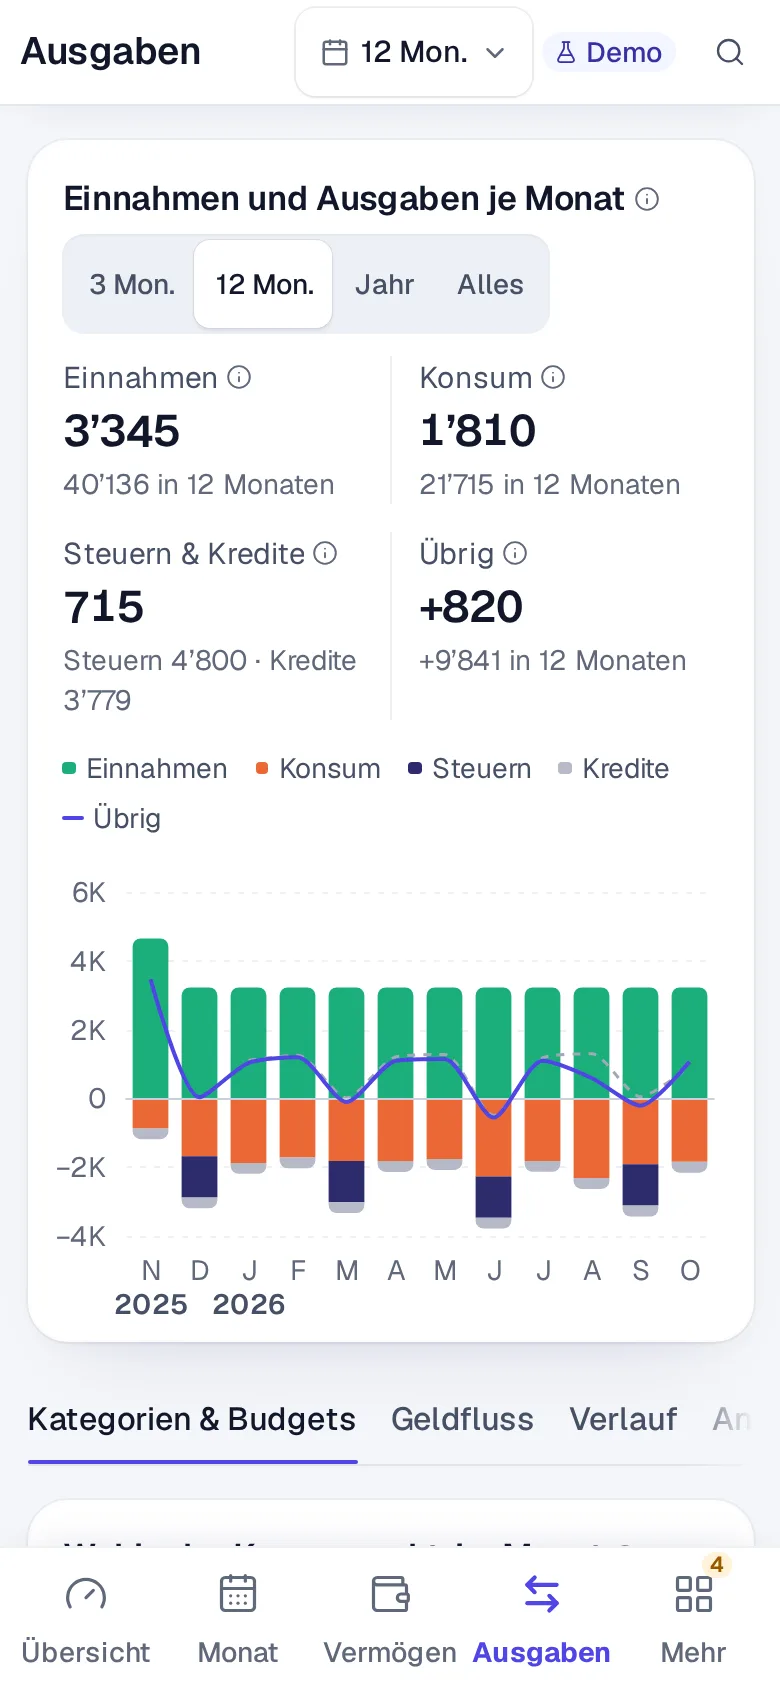 Ausgaben
12 Mon.
Demo
Einnahmen und Ausgaben je Monat
3 Mon. 12 Mon. Jahr Alles
Einnahmen
3’345
40’136 in 12 Monaten
Konsum
1’810
21’715 in 12 Monaten
Steuern & Kredite
715
Steuern 4’800 · Kredite
3’779
Übrig
+820
+9’841 in 12 Monaten
Einnahmen Konsum Steuern Kredite
Übrig
6K
4K
2K
0
−2K
−4K
N D J F M A M J J A S O
2025 2026
Kategorien & Budgets Geldfluss Verlauf An
4
Übersicht Monat Vermögen Ausgaben Mehr